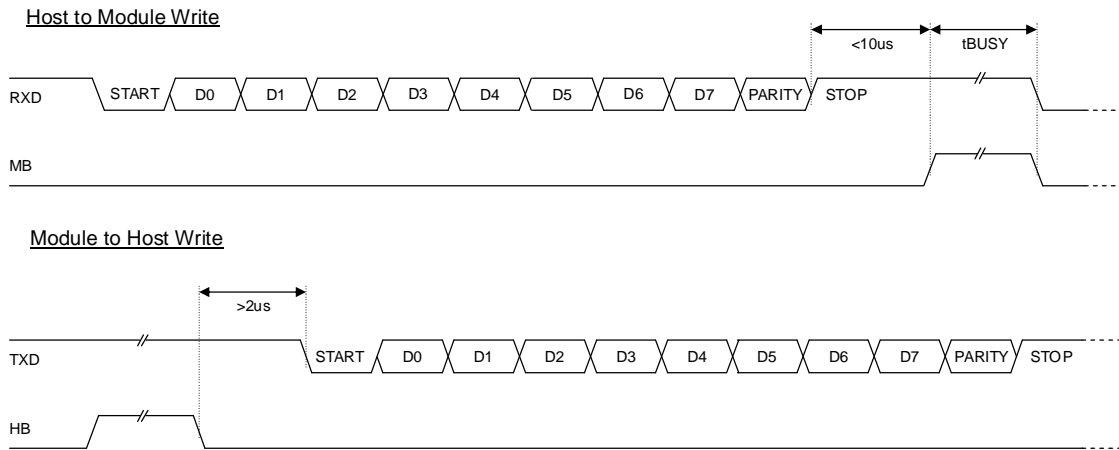 Host to Module Write
<10us tBUSY
RXD START D0 D1 D2 D3 D4 D5 D6 D7 PARITY STOP
MB
Module to Host Write
>2us
TXD START D0 D1 D2 D3 D4 D5 D6 D7 PARITY STOP
HB